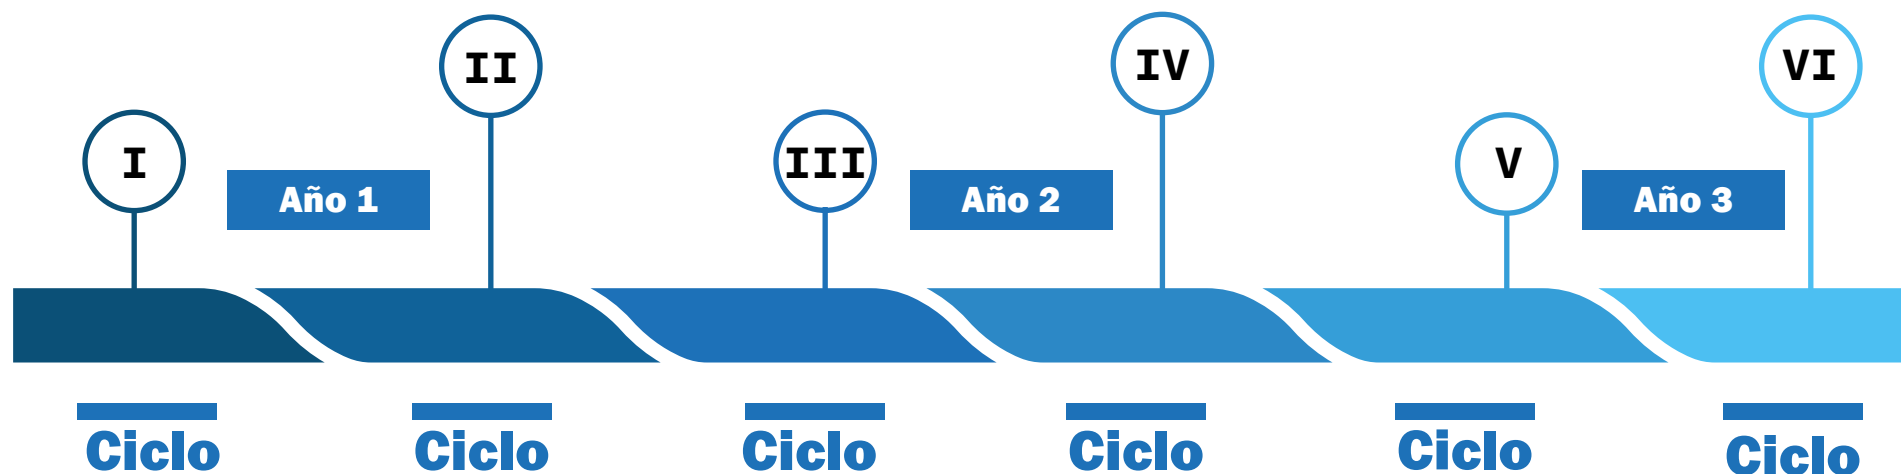 I
II
III
IV
V
VI
Año 1
Año 2
Año 3
Ciclo
Ciclo
Ciclo
Ciclo
Ciclo
Ciclo